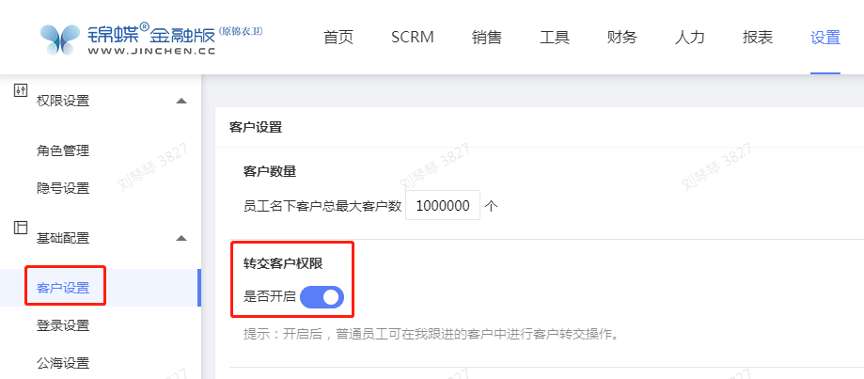 锦蝶®金融版(原锦衣卫)
WWW.JINCHEN.CC
首页 SCRM 销售 工具 财务 人力 报表 设置
权限设置
角色管理
隐号设置
基础配置
客户设置
登录设置
公海设置
客户设置
客户数量
员工名下客户总最大客户数 1000000 个
转交客户权限
是否开启
提示：开启后，普通员工可在我跟进的客户中进行客户转交操作。
刘琴琴 3827
刘琴琴 3827
刘琴琴 3827